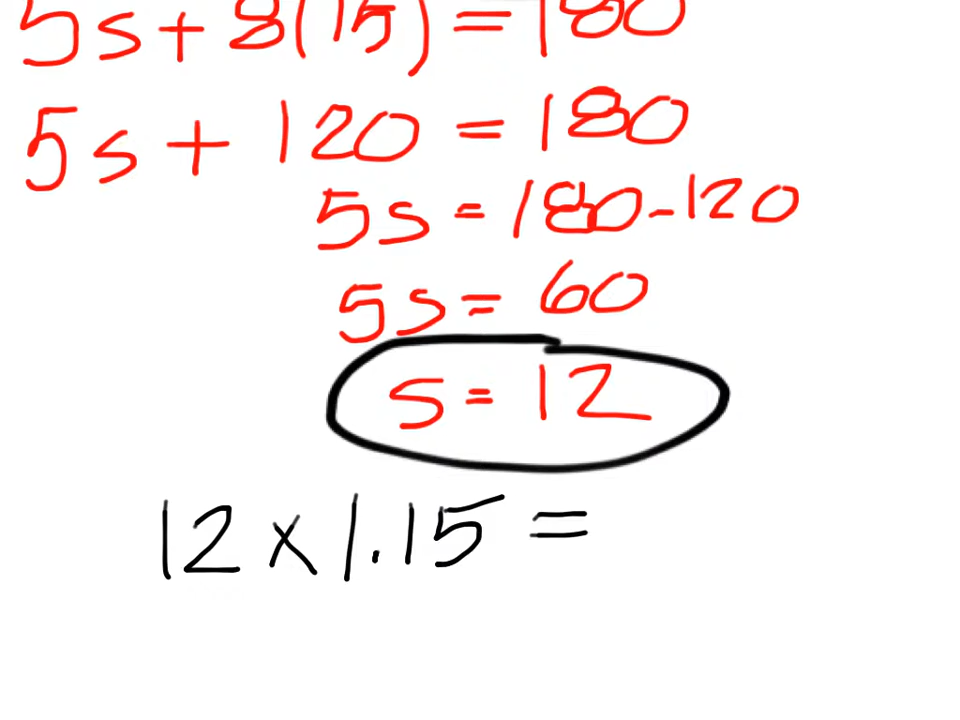 5s + 8(15) = 180
5s + 120 = 180
5s = 180 - 120
5s = 60
s = 12
12 x 1.15 =